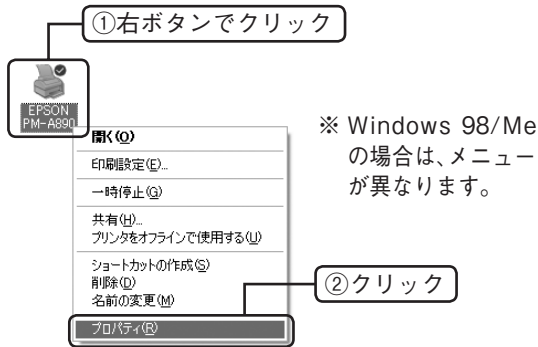 ①右ボタンでクリック
EPSON
PM-A890
開く(O)
印刷設定(E)...
一時停止(G)
共有(H)...
プリンタをオフラインで使用する(U)
ショートカットの作成(S)
削除(D)
名前の変更(M)
プロパティ(R)
②クリック
※ Windows 98/Me
の場合は、メニュー
が異なります。